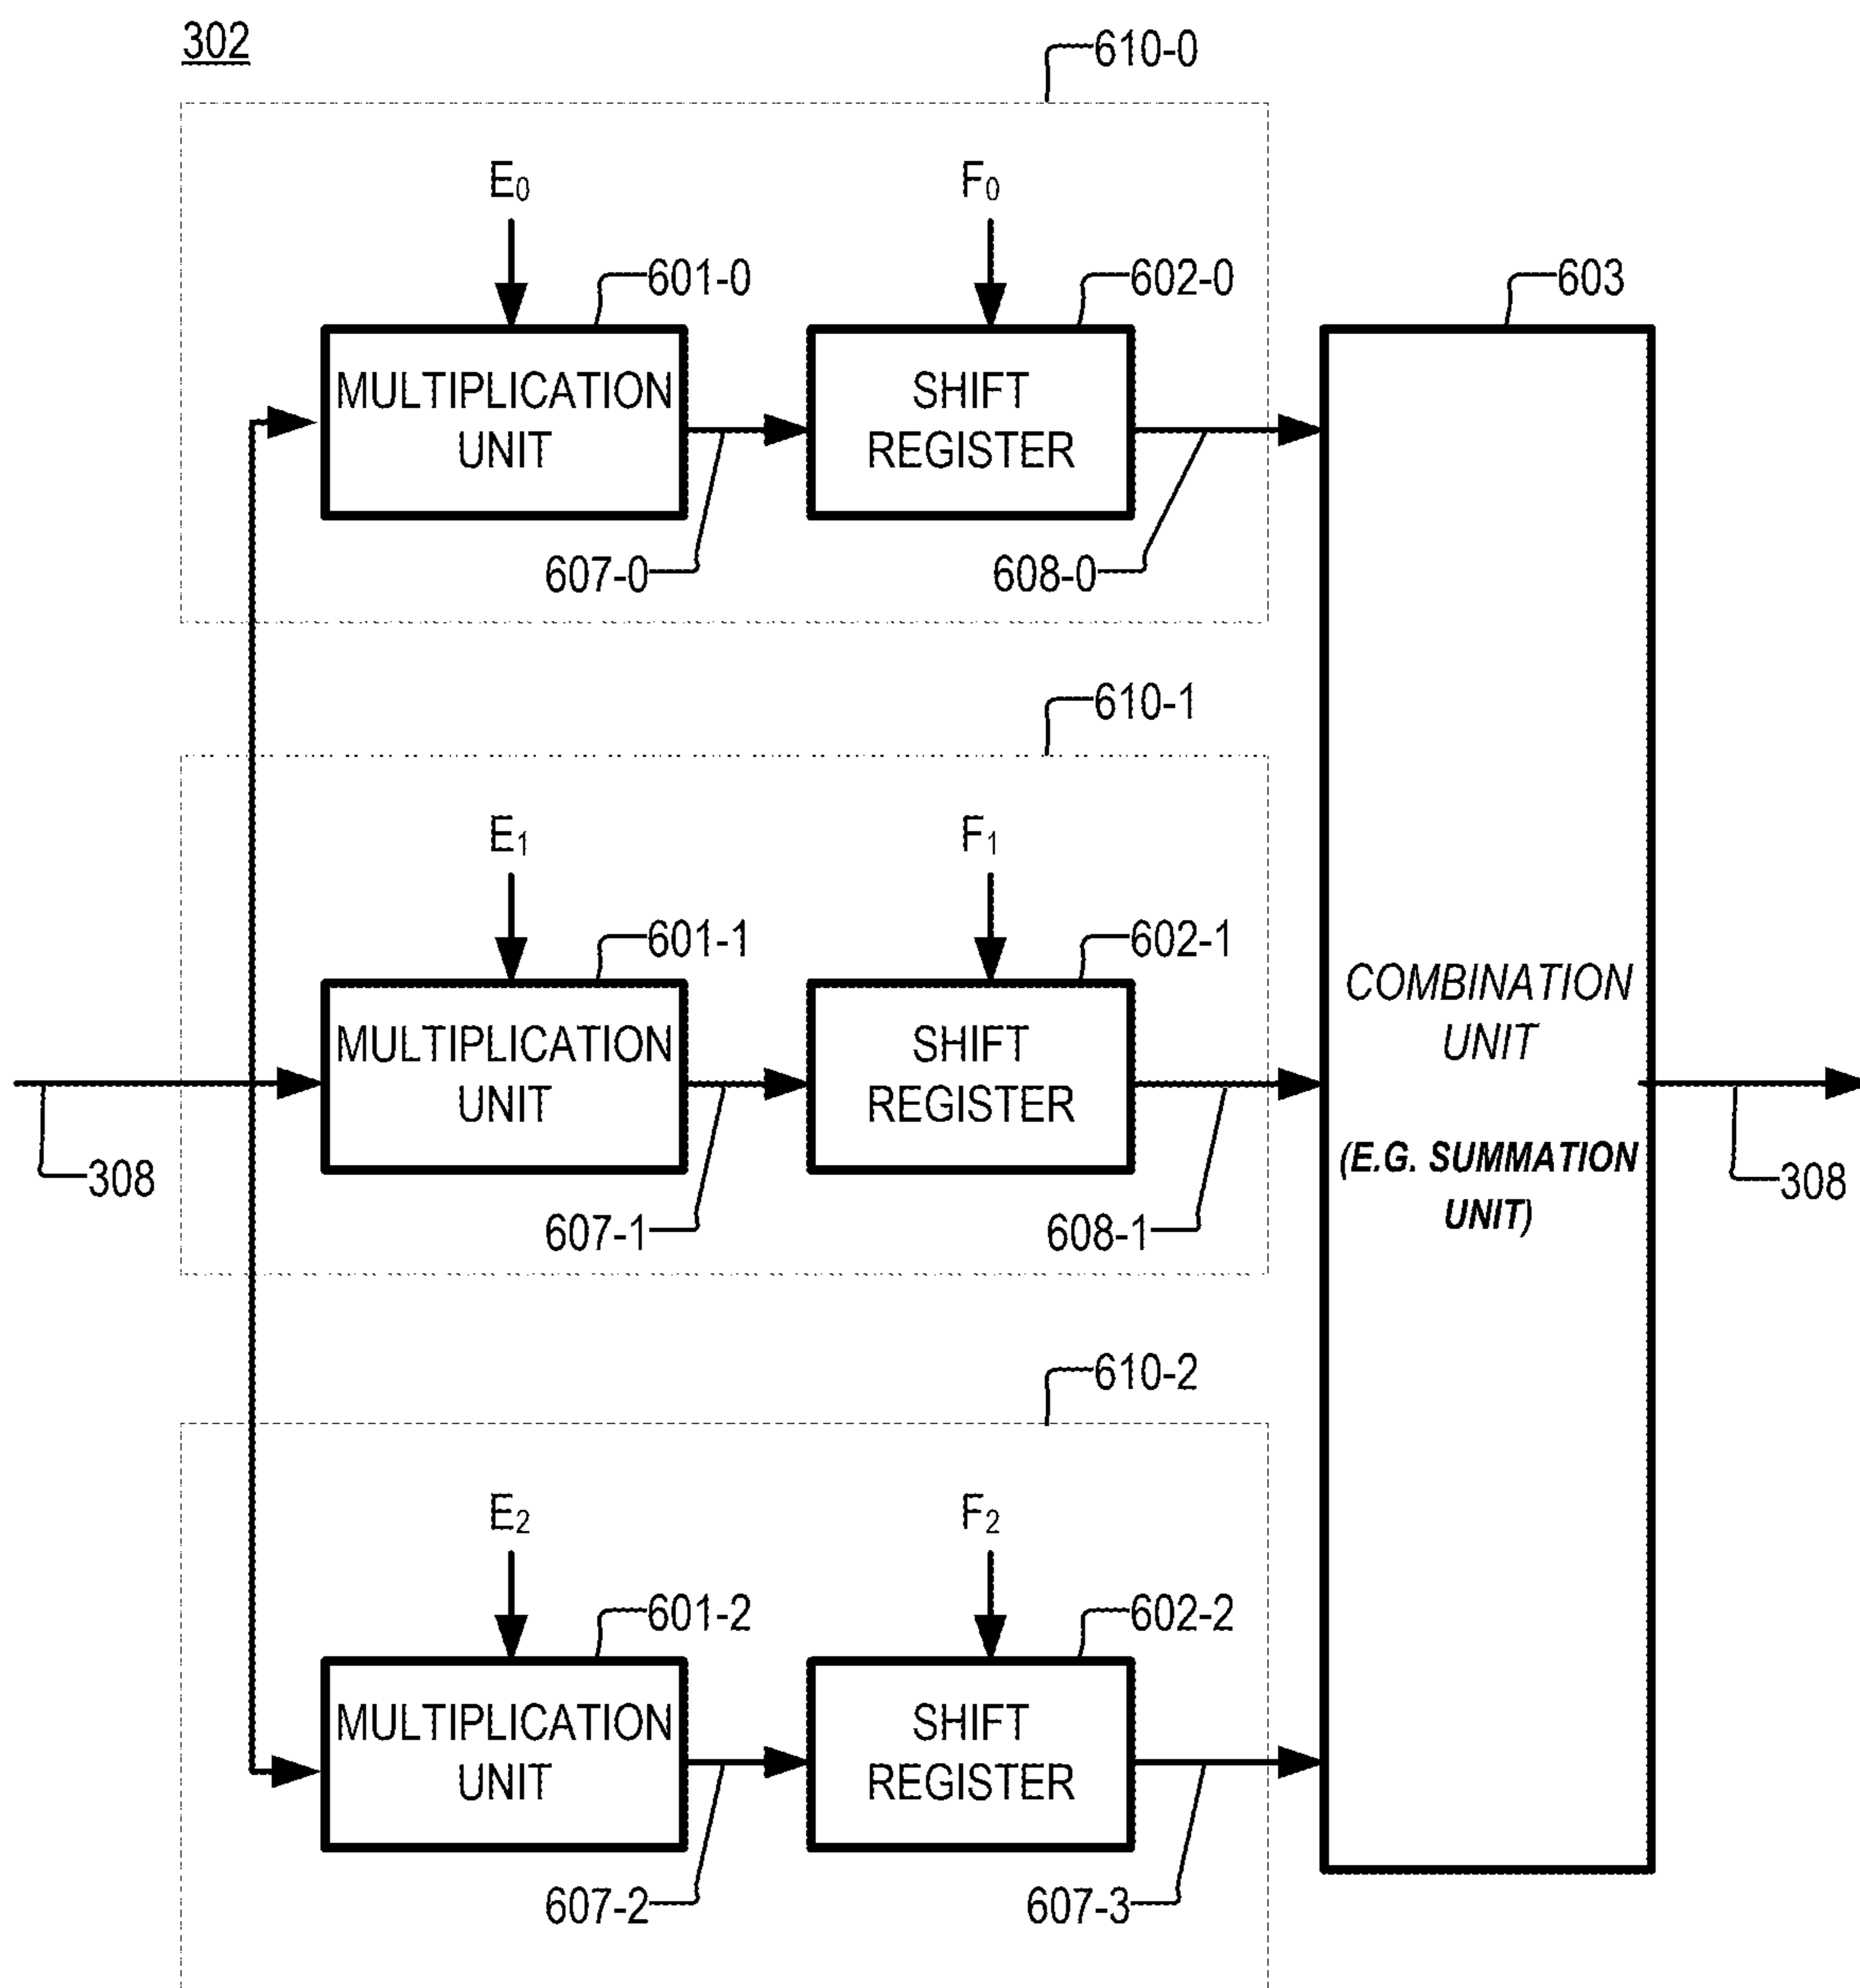 302
610-0
E₀
F₀
601-0
602-0
603
MULTIPLICATION
UNIT
SHIFT
REGISTER
607-0
608-0
610-1
E₁
F₁
601-1
602-1
MULTIPLICATION
UNIT
SHIFT
REGISTER
COMBINATION
UNIT
(E.G. SUMMATION
UNIT)
308
308
607-1
608-1
610-2
E₂
F₂
601-2
602-2
MULTIPLICATION
UNIT
SHIFT
REGISTER
607-2
607-3